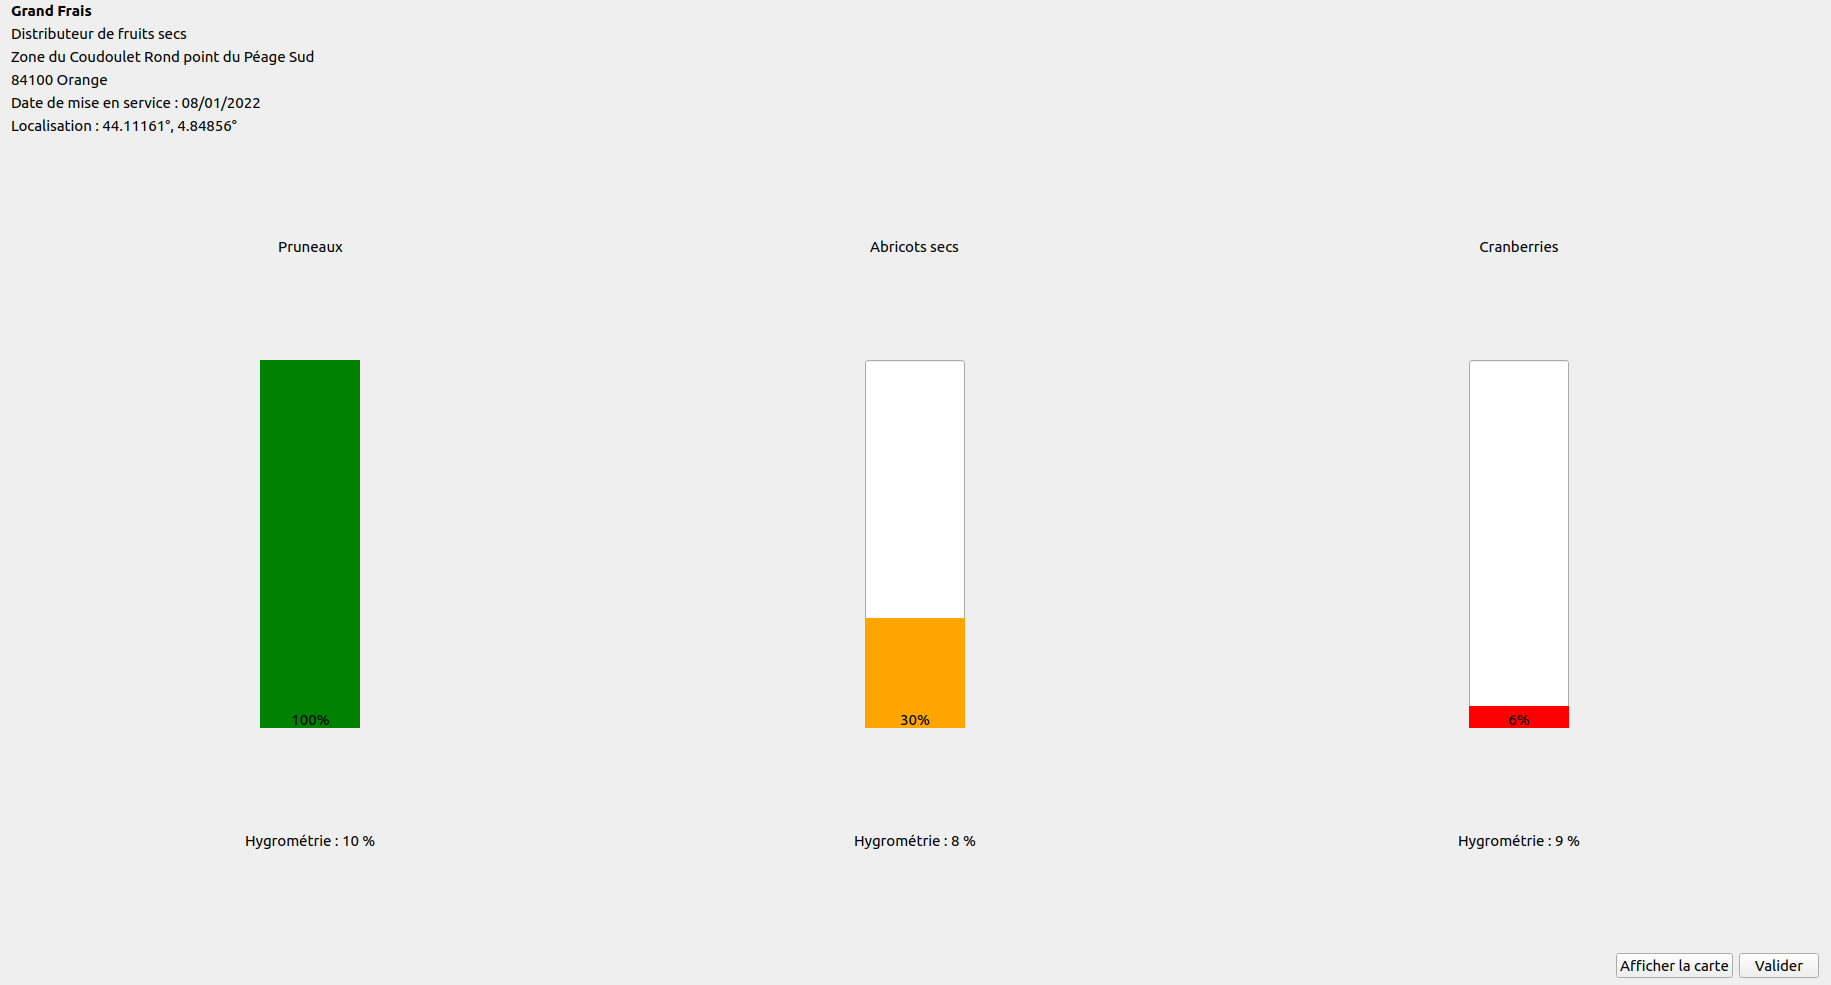 Grand Frais
Distributeur de fruits secs
Zone du Coudoulet Rond point du Péage Sud
84100 Orange
Date de mise en service : 08/01/2022
Localisation : 44.11161°, 4.84856°
Pruneaux
Abricots secs
Cranberries
100%
30%
6%
Hygrométrie : 10 %
Hygrométrie : 8 %
Hygrométrie : 9 %
Afficher la carte
Valider